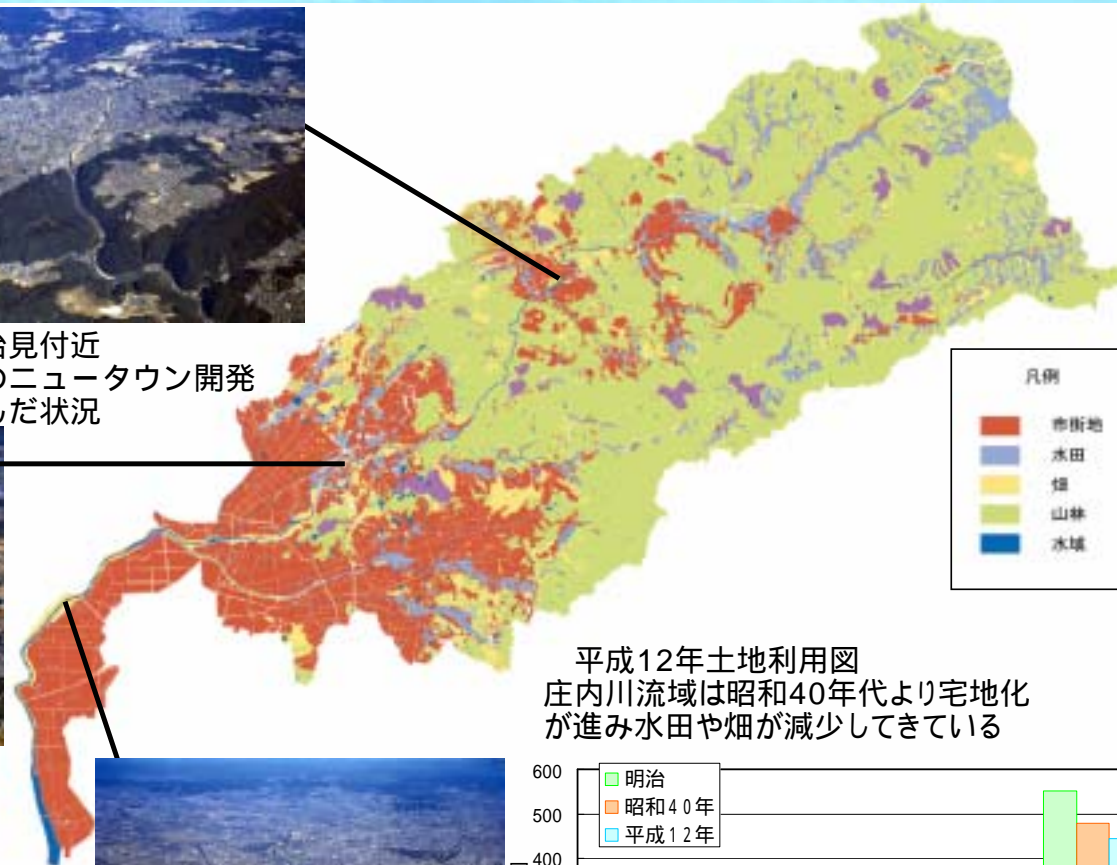 台見付近
のニュータウン開発
んだ状況
凡例
市街地
水田
畑
山林
水域
平成12年土地利用図
庄内川流域は昭和40年代より宅地化
が進み水田や畑が減少してきている
600
500
400
明治
昭和40年
平成12年